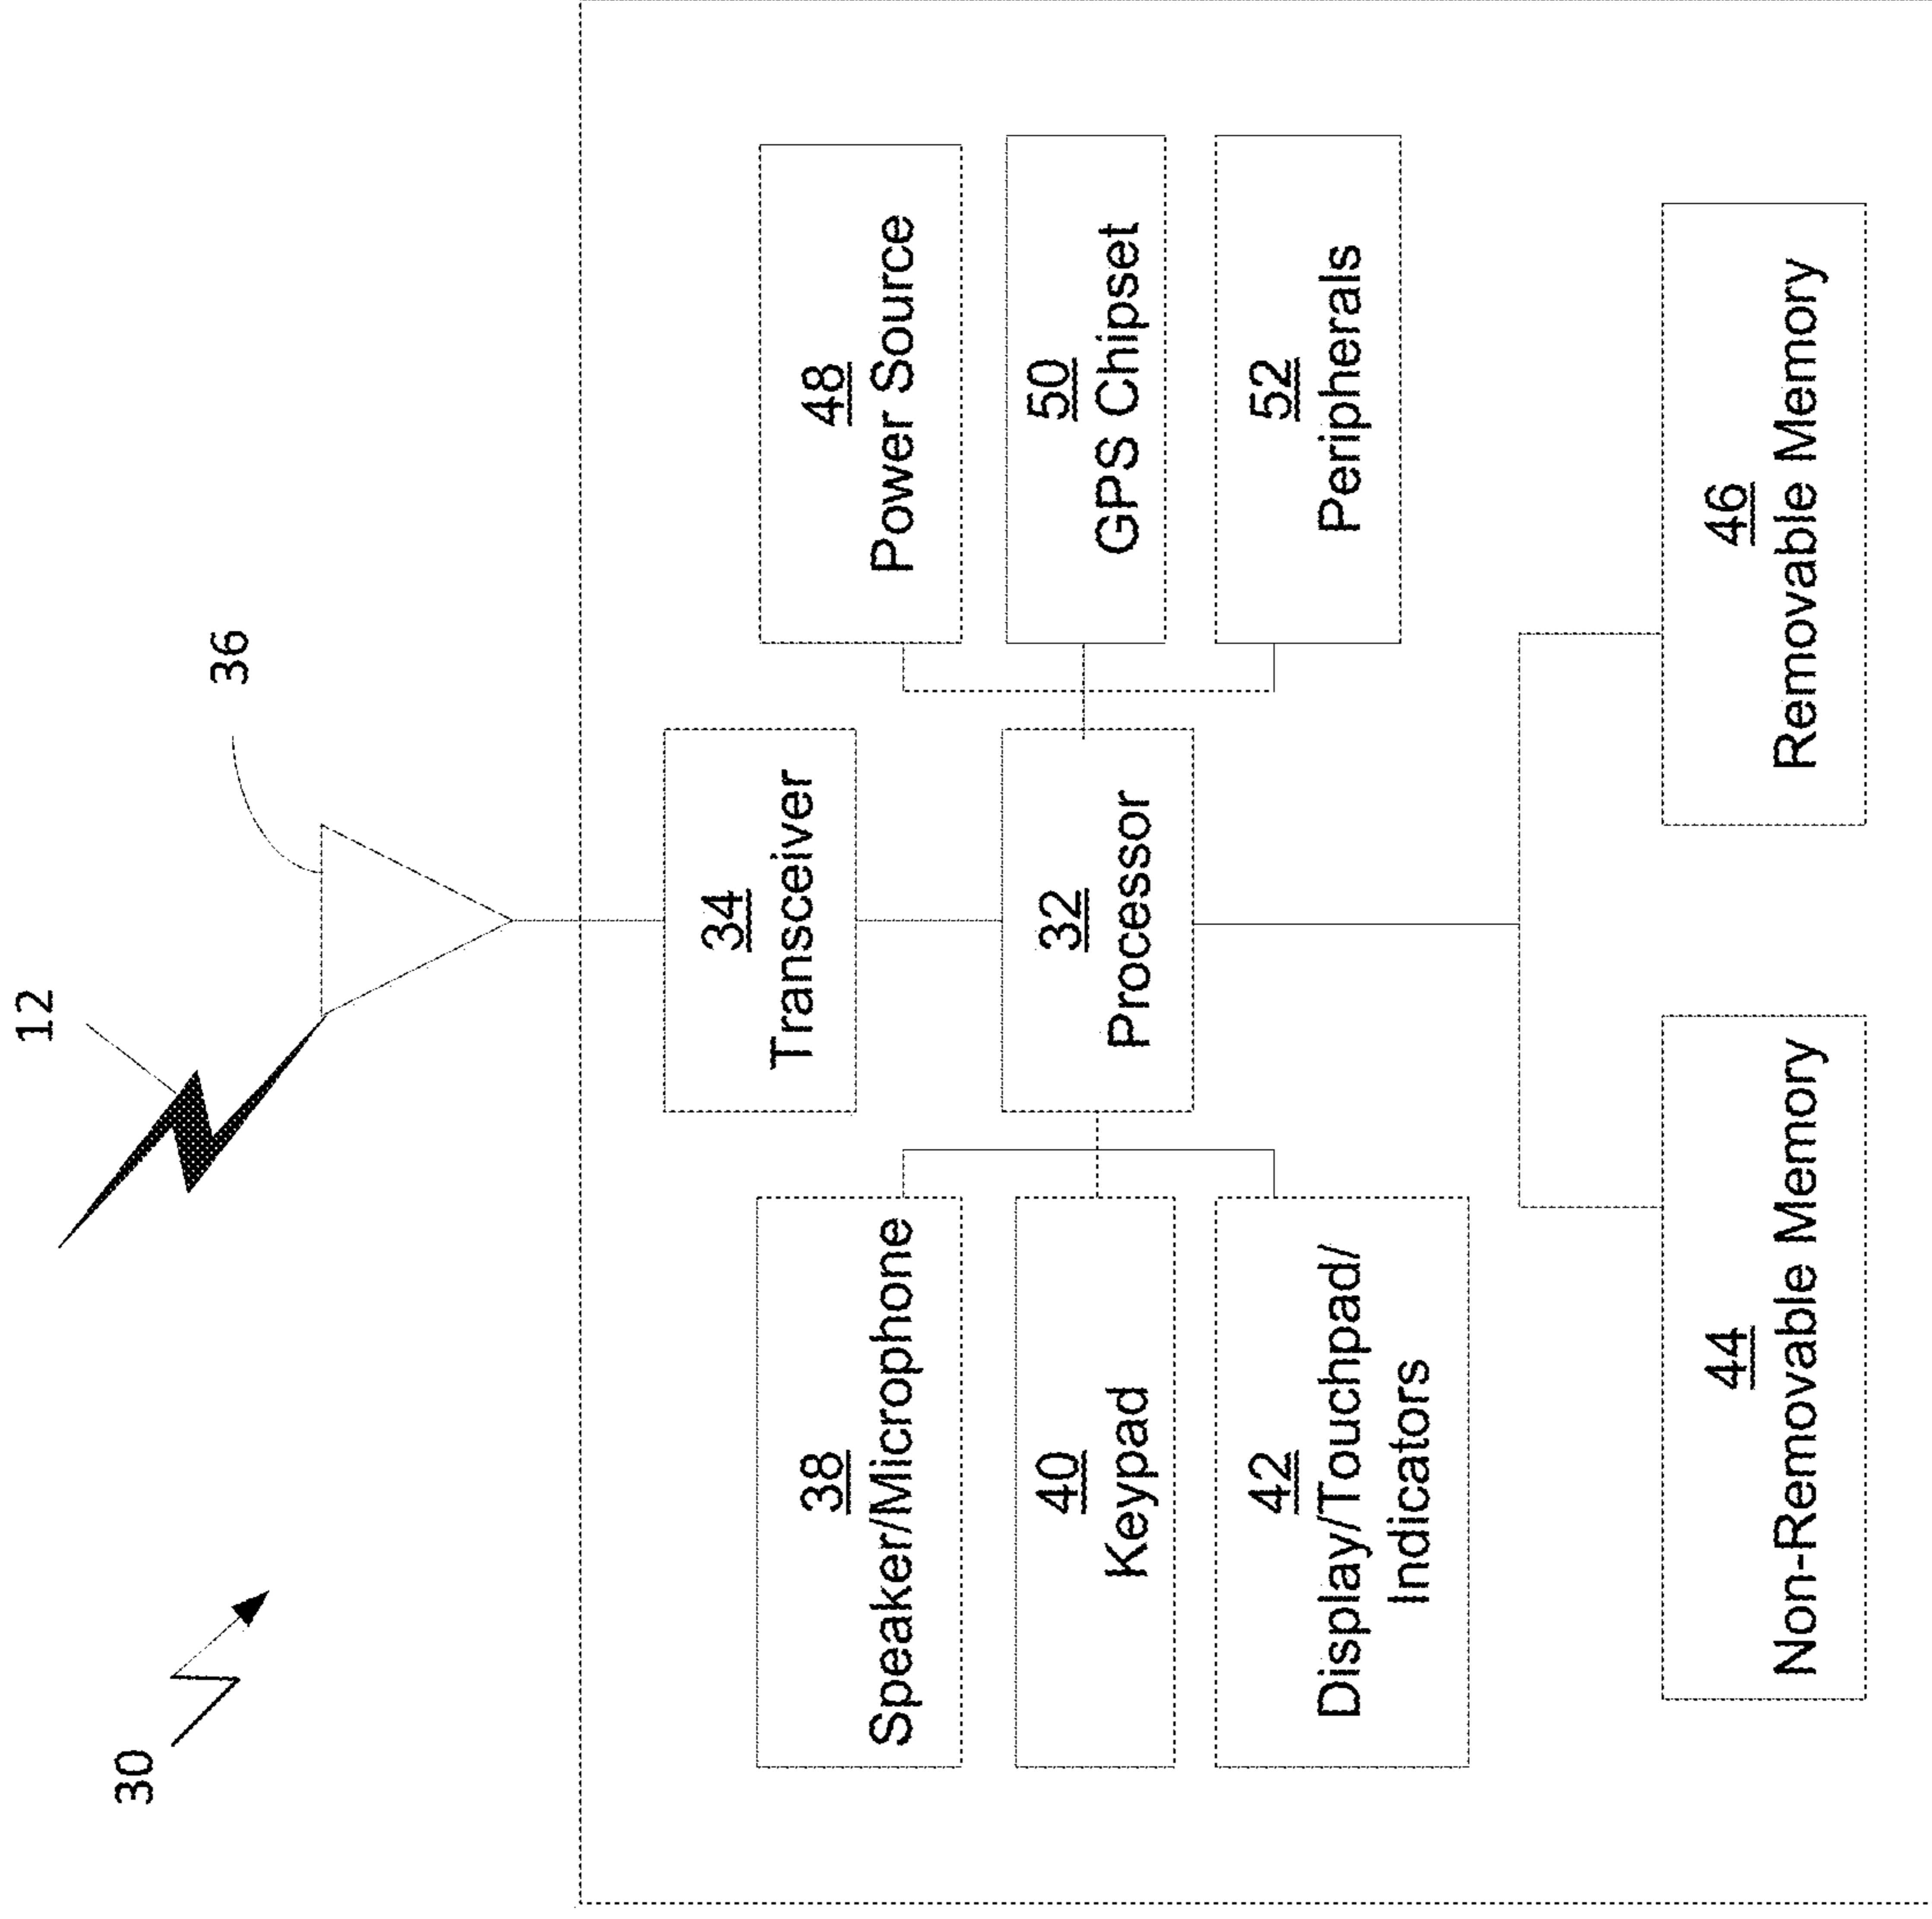 30
12
36
34
Transceiver
38
Speaker/Microphone
40
Keypad
42
Display/Touchpad/
Indicators
32
Processor
48
Power Source
50
GPS Chipset
52
Peripherals
44
Non-Removable Memory
46
Removable Memory